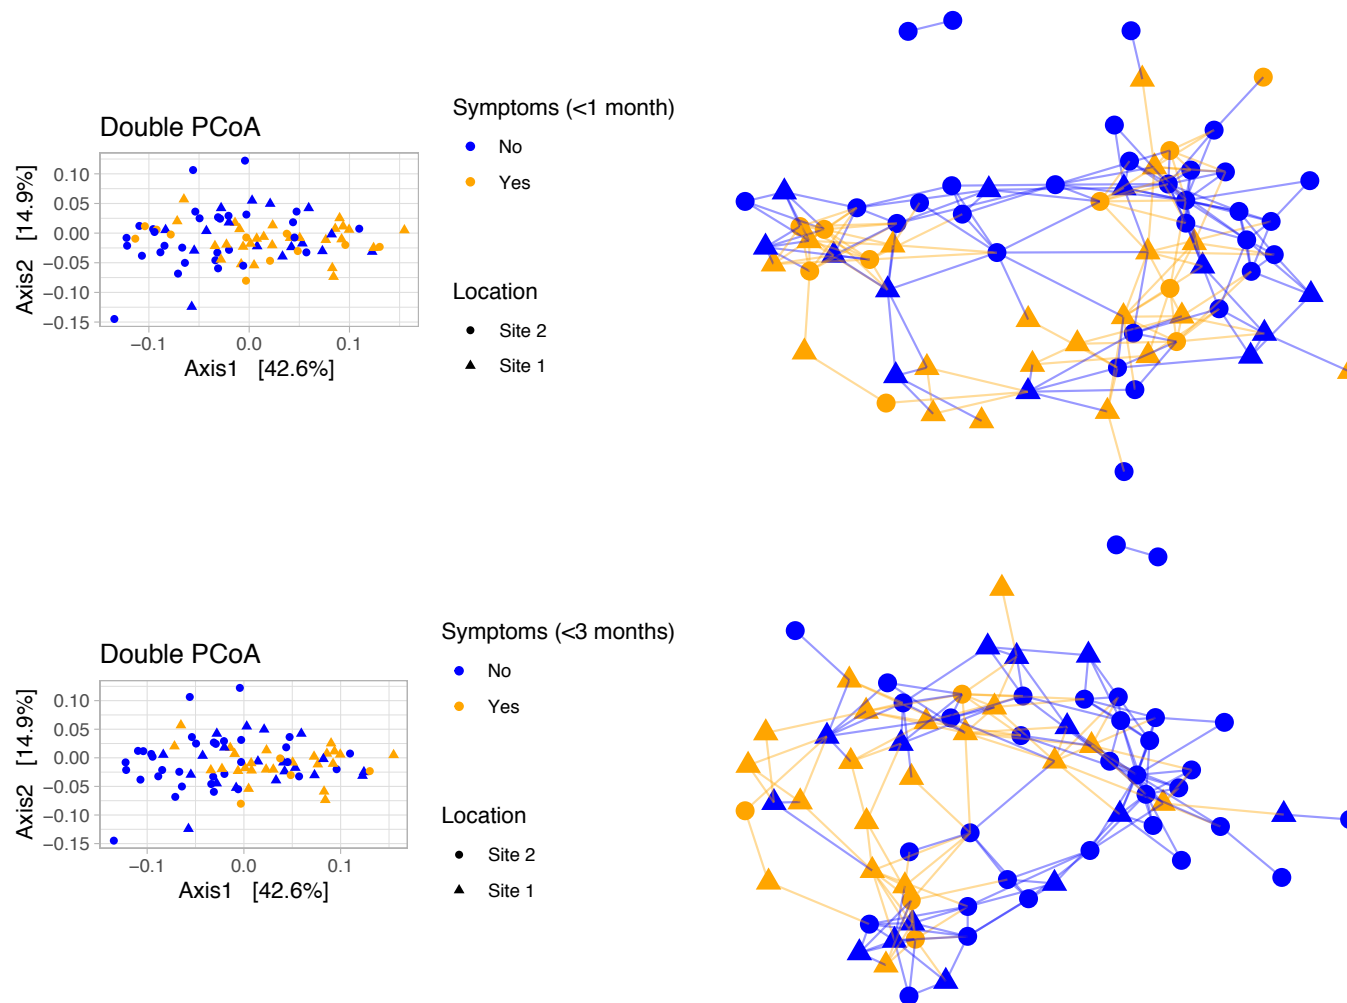 Double PCoA
Axis2 [14.9%]
0.10
0.05
0.00
−0.05
−0.10
−0.15
−0.1
0.0
0.1
Axis1 [42.6%]
Symptoms (<1 month)
No
Yes
Location
Site 2
Site 1
Double PCoA
Axis2 [14.9%]
0.10
0.05
0.00
−0.05
−0.10
−0.15
−0.1
0.0
0.1
Axis1 [42.6%]
Symptoms (<3 months)
No
Yes
Location
Site 2
Site 1